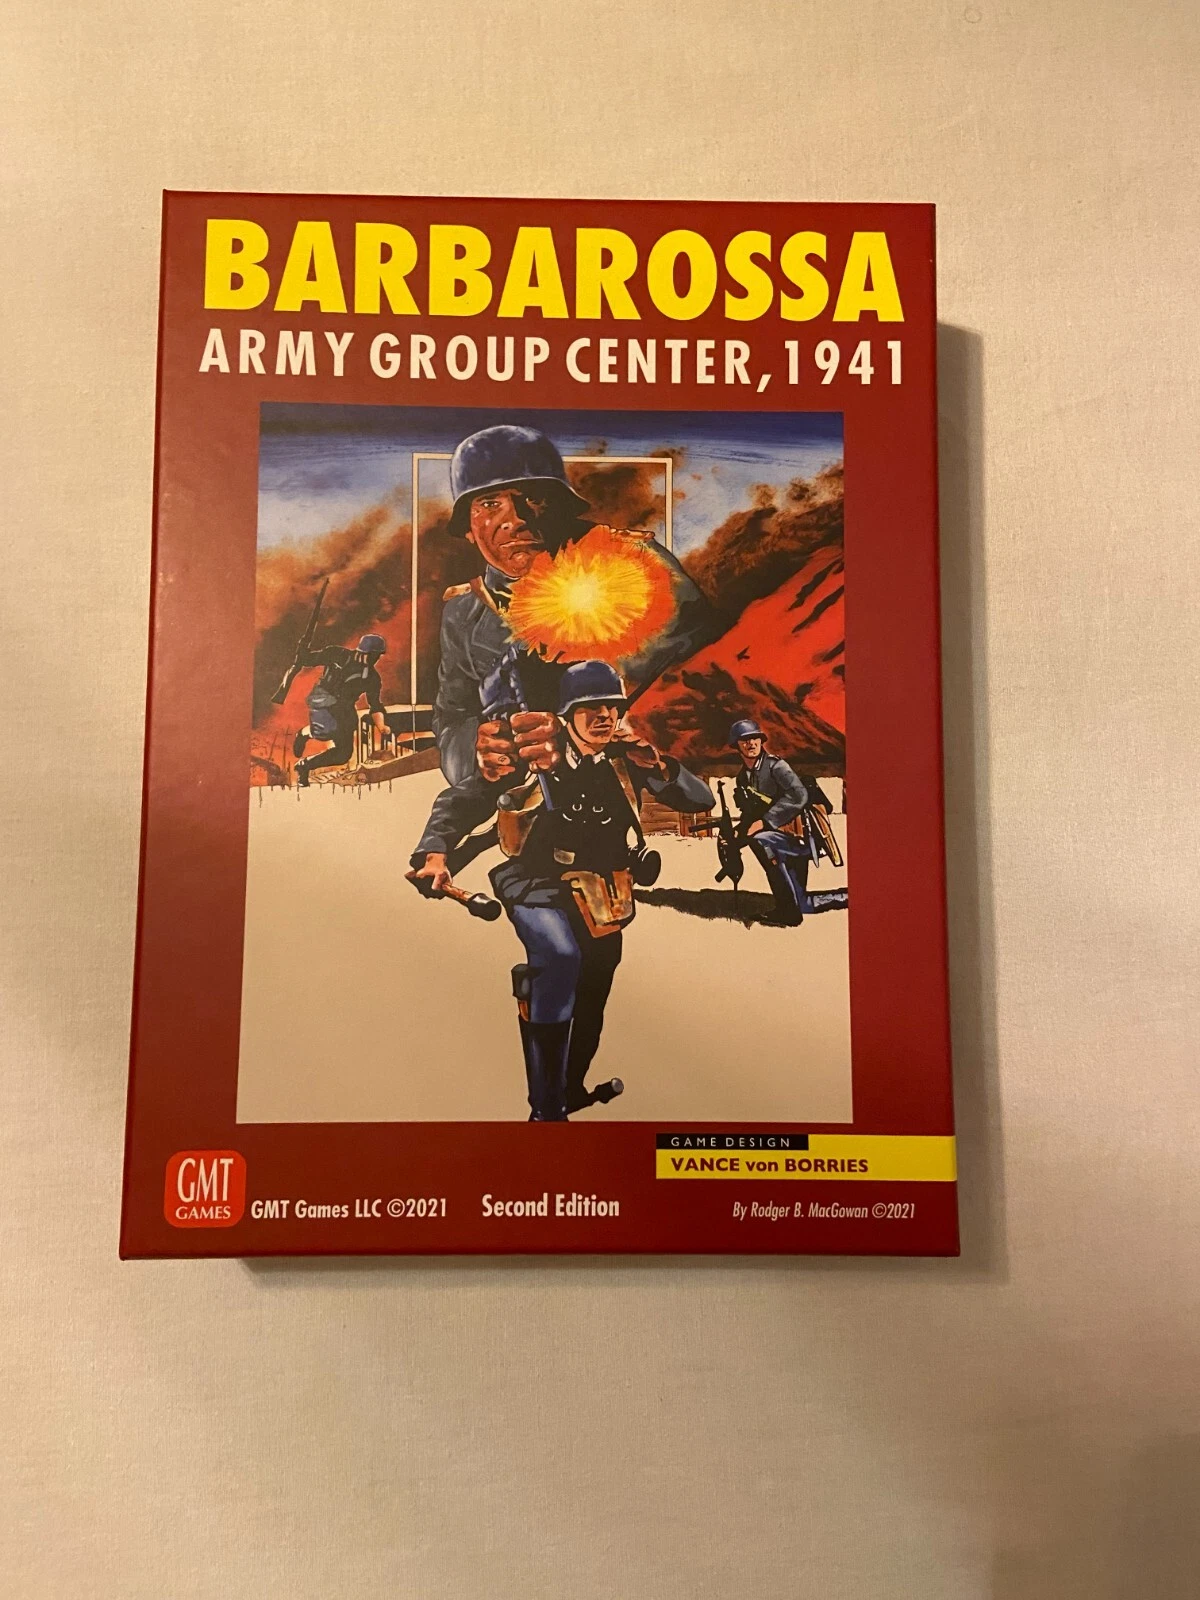 BARBAROSSA
ARMY GROUP CENTER, 1941
GAME DESIGN
VANCE von BORRIES
GMT
GAMES
GMT Games LLC ©2021
Second Edition
By Rodger B. MacGowan ©2021